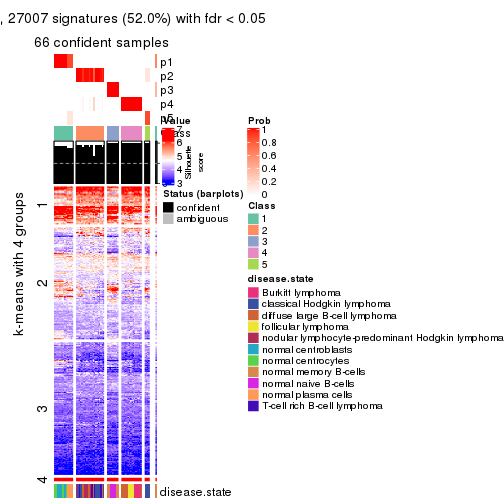 , 27007 signatures (52.0%) with fdr < 0.05
66 confident samples
p1
p2
p3
p4
p5
Class
Silhouette
score
k-means with 4 groups
1
2
3
4
disease.state
value
7
6
5
4
3
Status (barplots)
confident
ambiguous
Prob
1
0.8
0.6
0.4
0.2
0
Class
1
2
3
4
5
disease.state
Burkitt lymphoma
classical Hodgkin lymphoma
diffuse large B-cell lymphoma
follicular lymphoma
nodular lymphocyte-predominant Hodgkin lymphoma
normal centroblasts
normal centrocytes
normal memory B-cells
normal naive B-cells
normal plasma cells
T-cell rich B-cell lymphoma